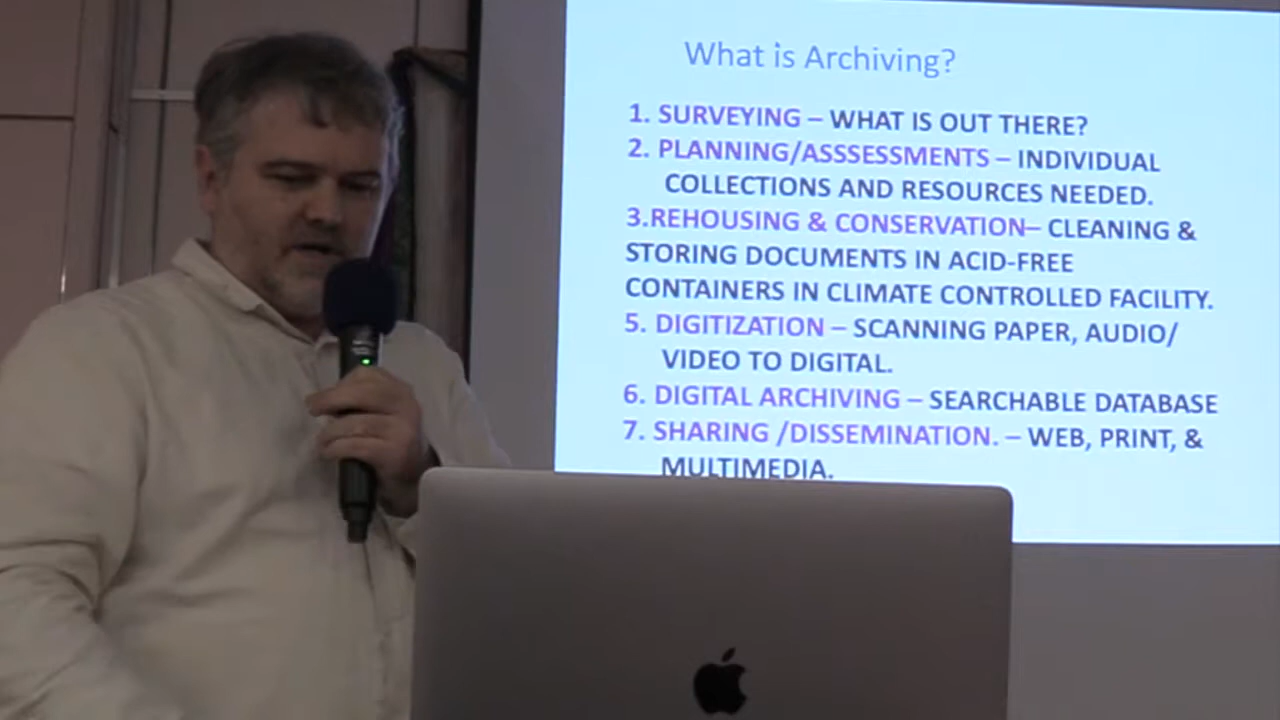 What is Archiving?
1. SURVEYING – WHAT IS OUT THERE?
2. PLANNING/ASSSESSMENTS – INDIVIDUAL
COLLECTIONS AND RESOURCES NEEDED.
3.REHOUSING & CONSERVATION– CLEANING &
STORING DOCUMENTS IN ACID-FREE
CONTAINERS IN CLIMATE CONTROLLED FACILITY.
5. DIGITIZATION – SCANNING PAPER, AUDIO/
VIDEO TO DIGITAL.
6. DIGITAL ARCHIVING – SEARCHABLE DATABASE
7. SHARING /DISSEMINATION. – WEB, PRINT, &
MULTIMEDIA.